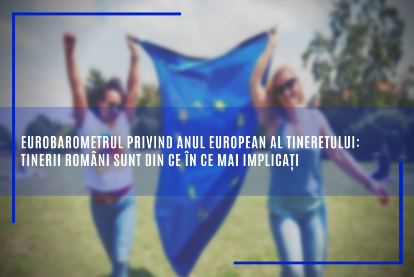 EUROBAROMETRUL PRIVIND ANUL EUROPEAN AL TINERETULUI:
TINERII ROMÂNI SUNT DIN CE ÎN CE MAI IMPLICAȚI